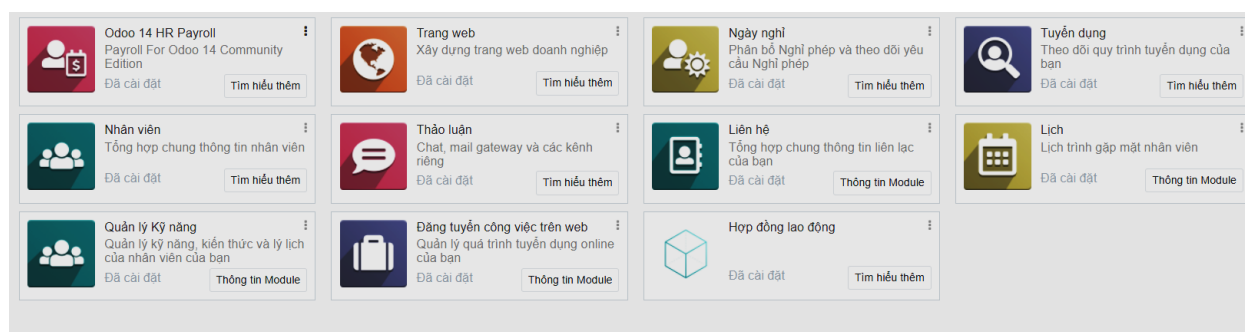 Odoo 14 HR Payroll
Payroll For Odoo 14 Community
Edition
Đã cài đặt
Tìm hiểu thêm
Trang web
Xây dựng trang web doanh nghiệp
Đã cài đặt
Tìm hiểu thêm
Ngày nghỉ
Phân bổ Nghỉ phép và theo dõi yêu
cầu Nghỉ phép
Đã cài đặt
Tìm hiểu thêm
Tuyển dụng
Theo dõi quy trình tuyển dụng của
bạn
Đã cài đặt
Tìm hiểu thêm
Nhân viên
Tổng hợp chung thông tin nhân viên
Đã cài đặt
Tìm hiểu thêm
Thảo luận
Chat, mail gateway và các kênh
riêng
Đã cài đặt
Tìm hiểu thêm
Liên hệ
Tổng hợp chung thông tin liên lạc
của bạn
Đã cài đặt
Thông tin Module
Lịch
Lịch trình gặp mặt nhân viên
Đã cài đặt
Thông tin Module
Quản lý Kỹ năng
Quản lý kỹ năng, kiến thức và lý lịch
của nhân viên của bạn
Đã cài đặt
Thông tin Module
Đăng tuyển công việc trên web
Quản lý quá trình tuyển dụng online
của bạn
Đã cài đặt
Thông tin Module
Hợp đồng lao động
Đã cài đặt
Tìm hiểu thêm